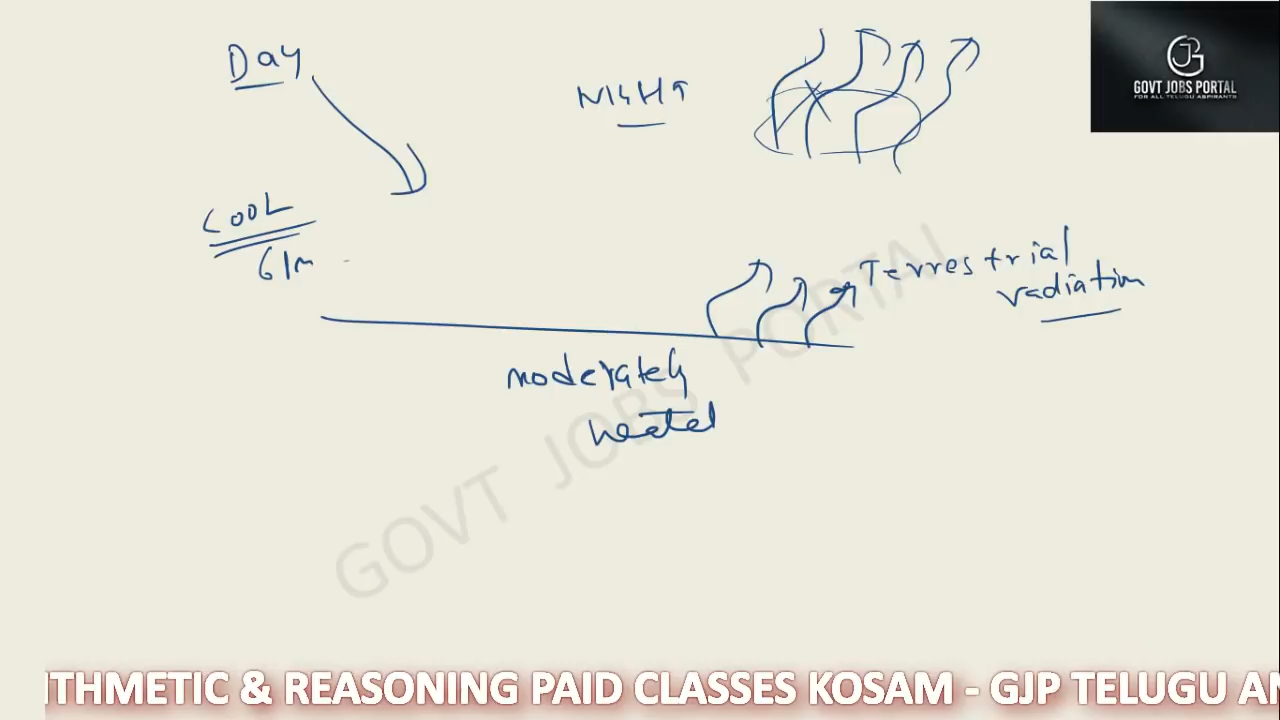 Day
NIGHT
COOL
Terrestrial
radiation
moderately
heated
GOVT JOBS PORTAL
GOVT JOBS PORTAL
FOR ALL TELUGU ASPIRANTS
ITHMETIC & REASONING PAID CLASSES KOSAM - GJP TELUGU AN